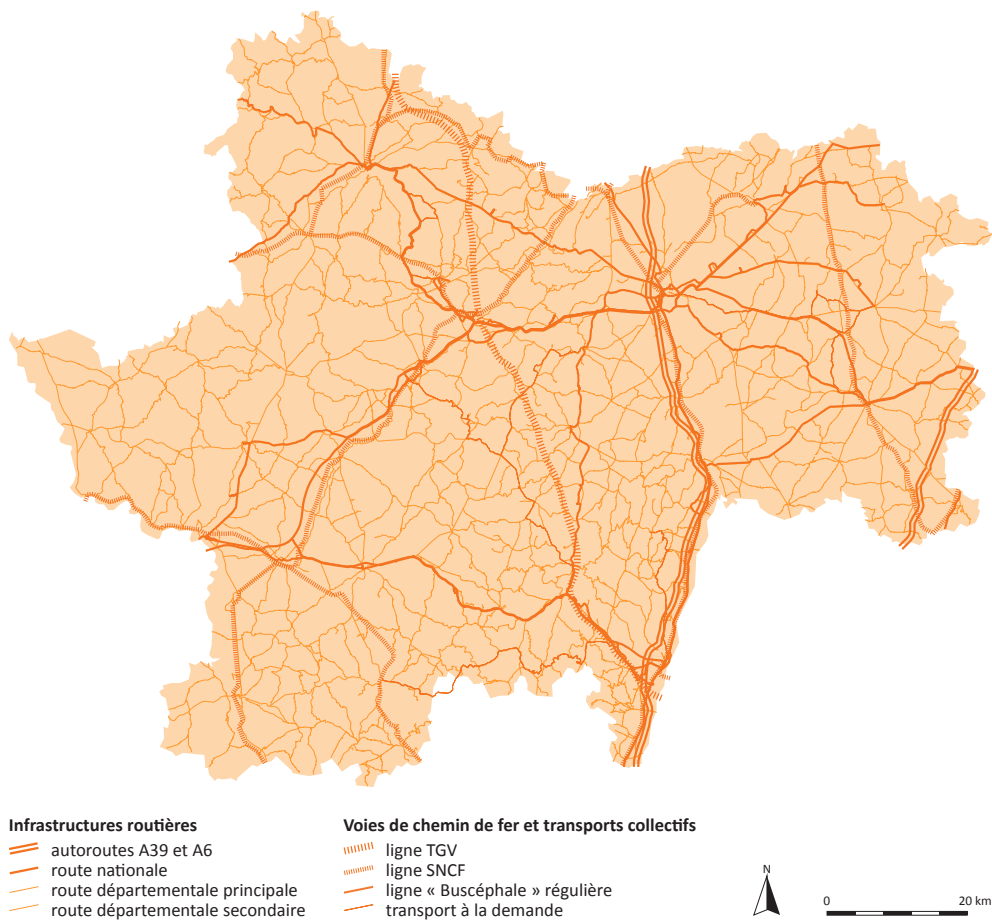 Infrastructures routières
autoroutes A39 et A6
route nationale
route départementale principale
route départementale secondaire
Voies de chemin de fer et transports collectifs
ligne TGV
ligne SNCF
ligne « Buscéphale » régulière
transport à la demande
N
0 20 km